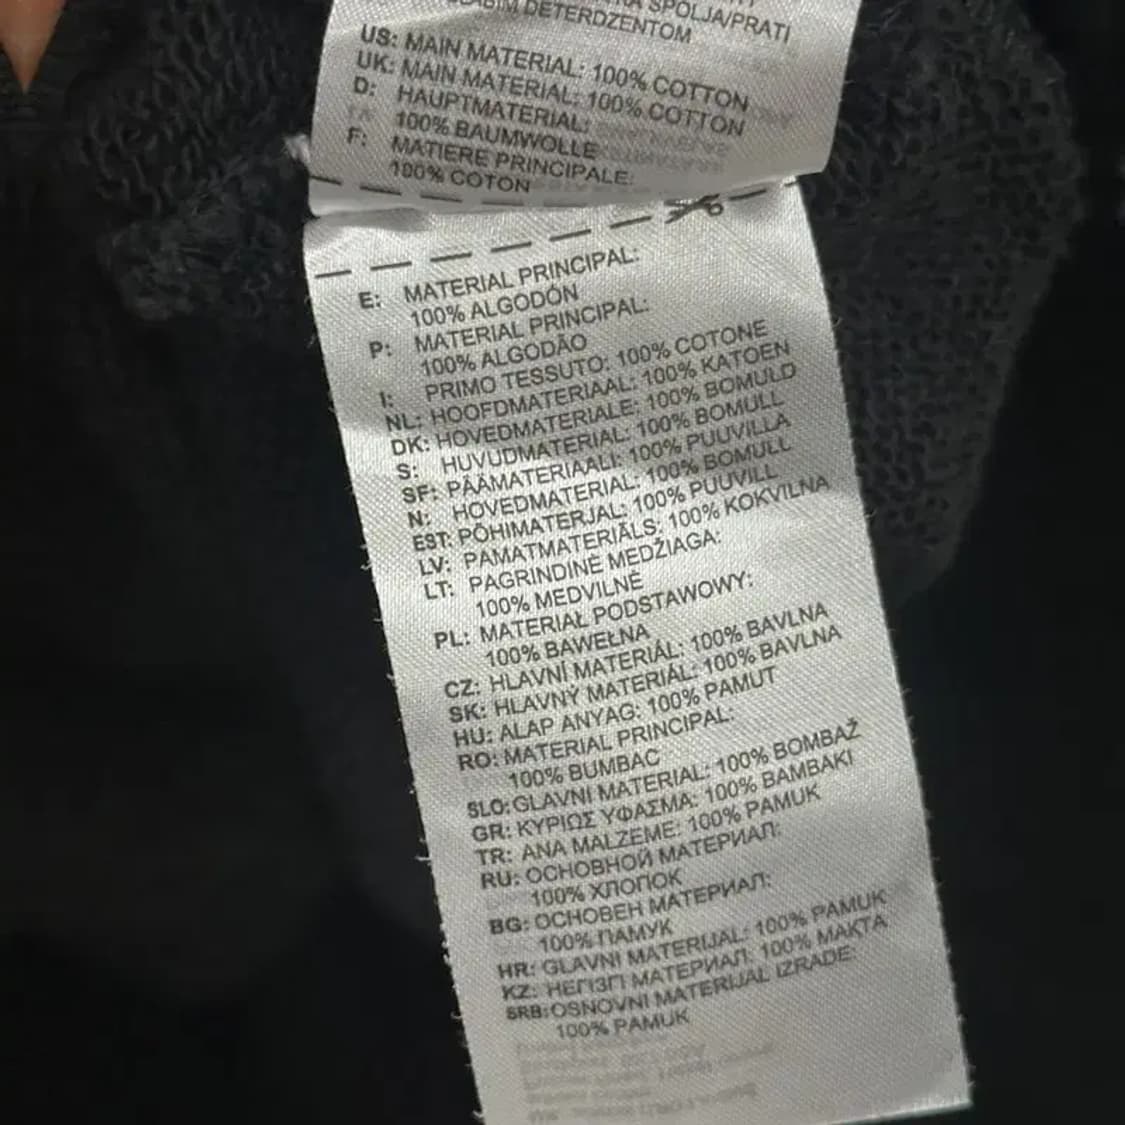 SPOLJA/PRATI
DETERDZENTOM
US: MAIN MATERIAL: 100% COTTON
UK: MAIN MATERIAL: 100% COTTON
D: HAUPTMATERIAL:
100% BAUMWOLLE
F: MATIERE PRINCIPALE:
100% COTON
E: MATERIAL PRINCIPAL:
100% ALGODÓN
P: MATERIAL PRINCIPAL:
100% ALGODÃO
I: PRIMO TESSUTO: 100% COTONE
NL: HOOFDMATERIAAL: 100% KATOEN
DK: HOVEDMATERIALE: 100% BOMULD
S: HUVUDMATERIAL: 100% BOMULL
SF: PÄÄMATERIAALI: 100% PUUVILLA
N: HOVEDMATERIAL: 100% BOMULL
EST: PÕHIMATERJAL: 100% PUUVILL
LV: PAMATMATERIĀLS: 100% KOKVILNA
LT: PAGRINDINĖ MEDŽIAGA:
100% MEDVILNĖ
PL: MATERIAŁ PODSTAWOWY:
100% BAWEŁNA
CZ: HLAVNÍ MATERIÁL: 100% BAVLNA
SK: HLAVNÝ MATERIÁL: 100% BAVLNA
HU: ALAP ANYAG: 100% PAMUT
RO: MATERIAL PRINCIPAL:
100% BUMBAC
SLO: GLAVNI MATERIAL: 100% BOMBAŽ
GR: ΚΥΡΙΩΣ ΥΦΑΣΜΑ: 100% ΒΑΜΒΑΚΙ
TR: ANA MALZEME: 100% PAMUK
RU: ОСНОВНОЙ МАТЕРИАЛ:
100% ХЛОПОК
BG: ОСНОВЕН МАТЕРИАЛ:
100% ПАМУК
HR: GLAVNI MATERIJAL: 100% PAMUK
KZ: НЕГІЗГІ МАТЕРИАЛ: 100% МАКТА
SRB: OSNOVNI MATERIJAL IZRADE:
100% PAMUK